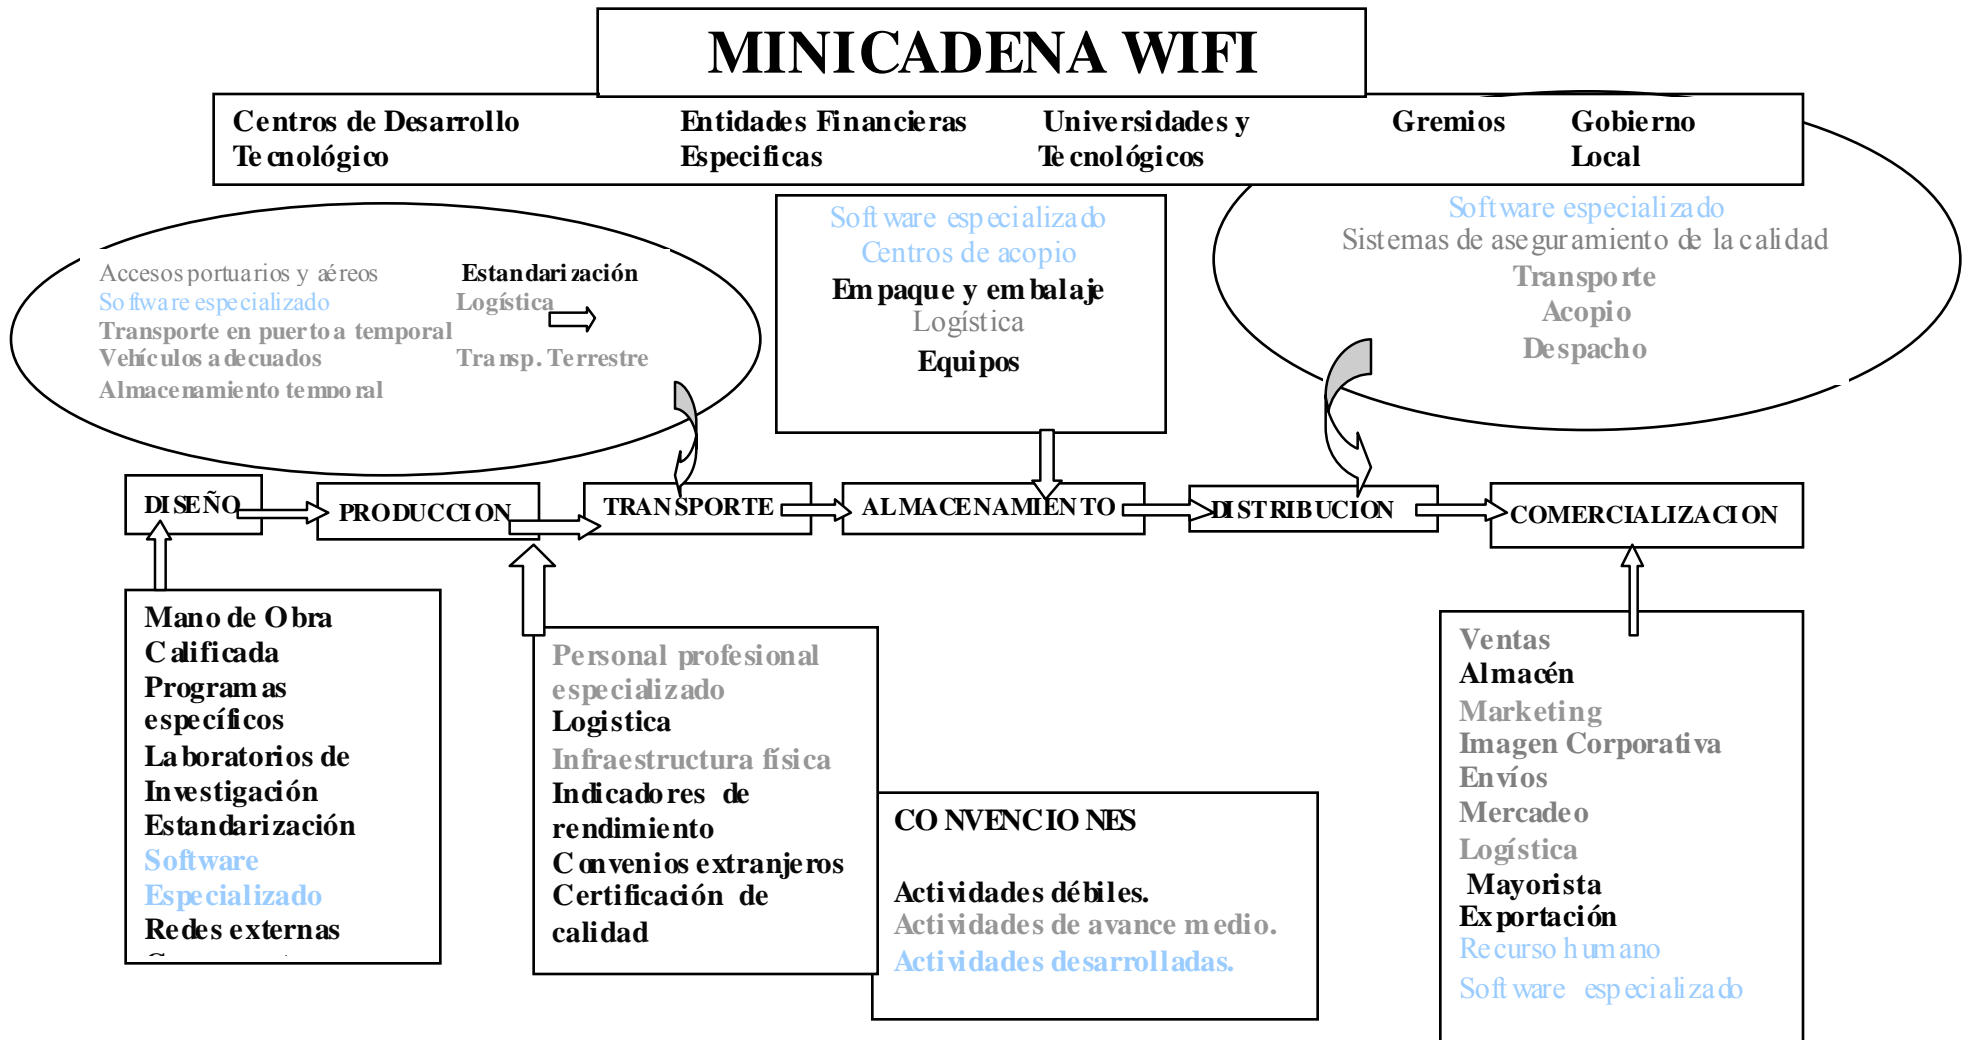 MINICADENA WIFI
Centros de Desarrollo
Tecnológico
Entidades Financieras
Especificas
Universidades y
Tecnológicos
Gremios
Gobierno
Local
Accesos portuarios y aéreos
Software especializado
Transporte en puerto a temporal
Vehículos adecuados
Almacenamiento temporal
Estandarización
Logística
Transp. Terrestre
Software especializado
Centros de acopio
Empaque y embalaje
Logística
Equipos
Software especializado
Sistemas de aseguramiento de la calidad
Transporte
Acopio
Despacho
DISEÑO
PRODUCCION
TRANSPORTE
ALMACENAMIENTO
DISTRIBUCION
COMERCIALIZACION
Mano de Obra
Calificada
Programas
específicos
Laboratorios de
Investigación
Estandarización
Software
Especializado
Redes externas
Personal profesional
especializado
Logistica
Infraestructura física
Indicadores de
rendimiento
Convenios extranjeros
Certificación de
calidad
CONVENCIONES
Actividades débiles.
Actividades de avance medio.
Actividades desarrolladas.
Ventas
Almacén
Marketing
Imagen Corporativa
Envíos
Mercadeo
Logística
Mayorista
Exportación
Recurso humano
Software especializado